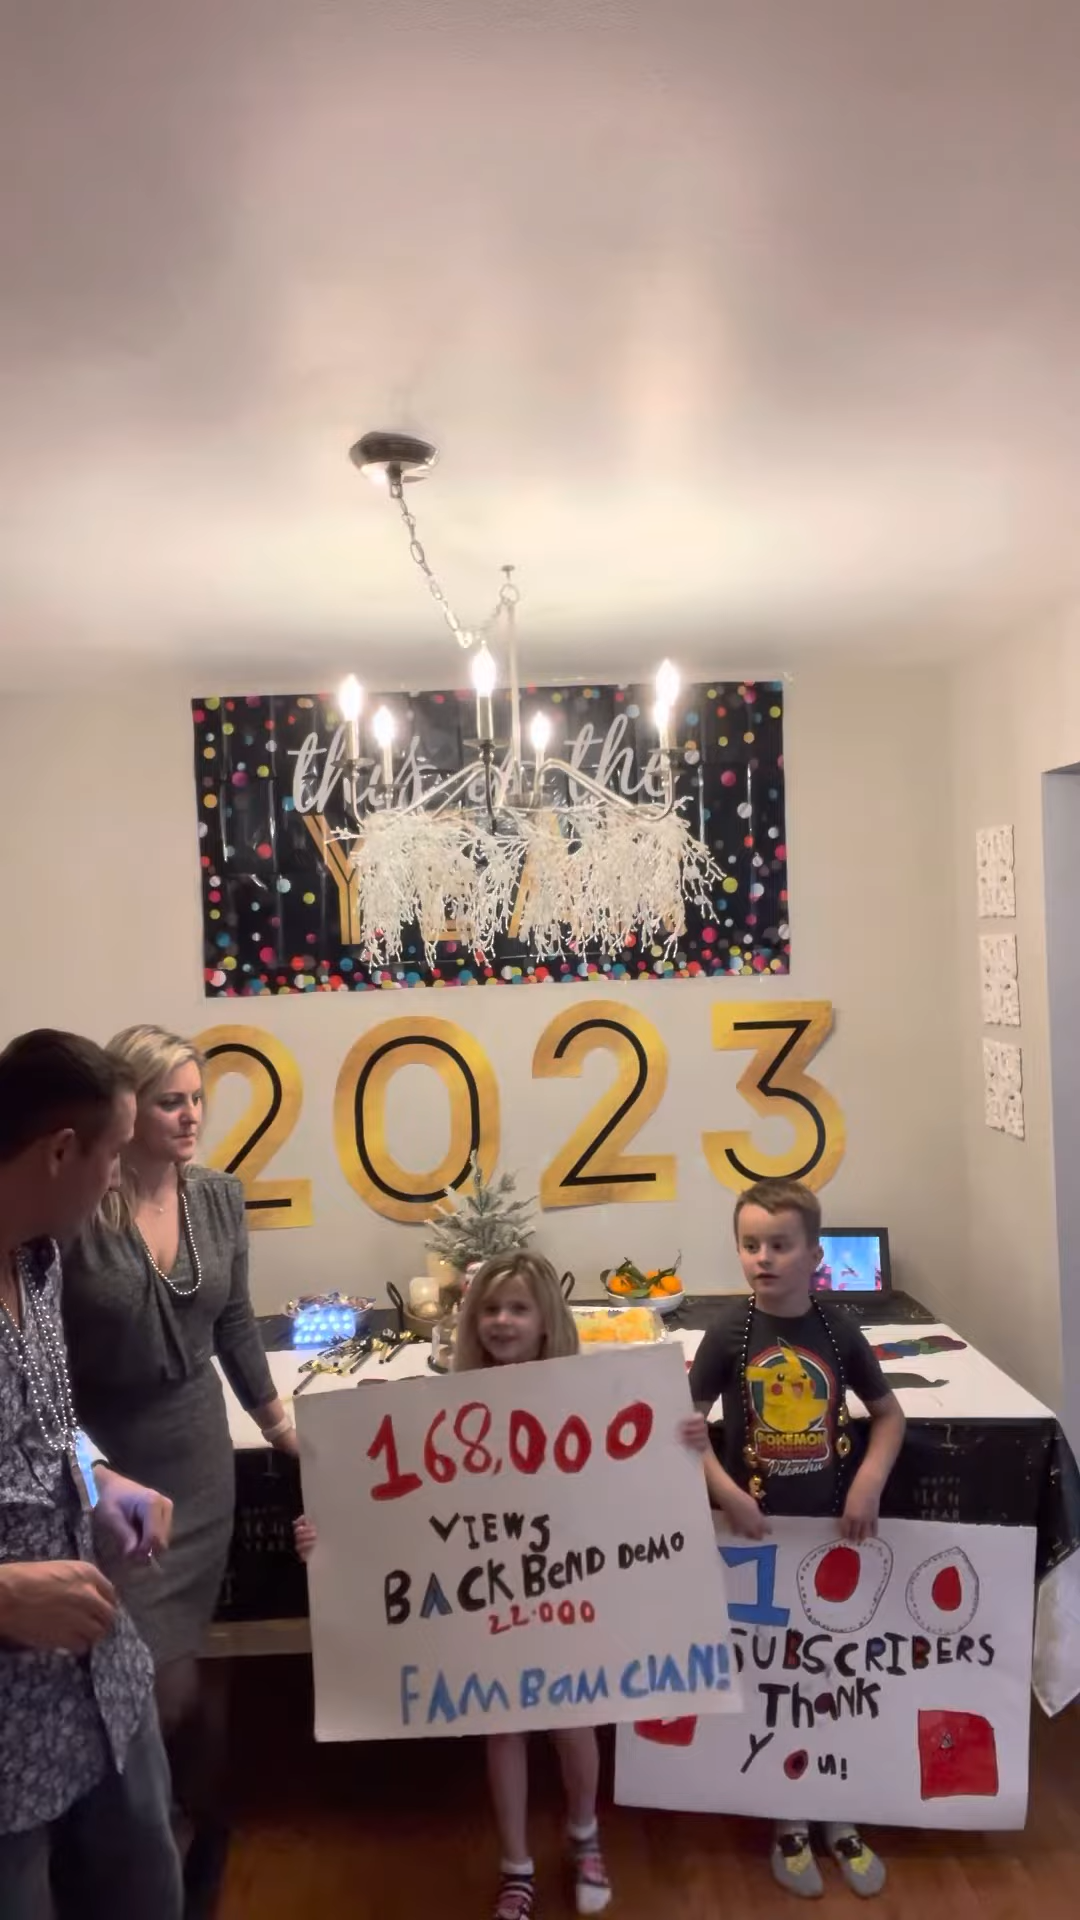 this is the
YEAR
2023
168,000
VIEWS
BACK BEND DEMO
22.000
FAM BAM CLAN!
POKEMON
Pikachu
100
SUBSCRIBERS
Thank
You!